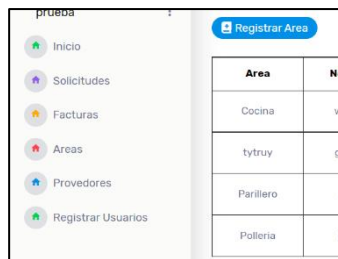 prueba
Inicio
Solicitudes
Facturas
Areas
Provedores
Registrar Usuarios
Registrar Area
Area
Cocina
tytruy
Parillero
Polleria